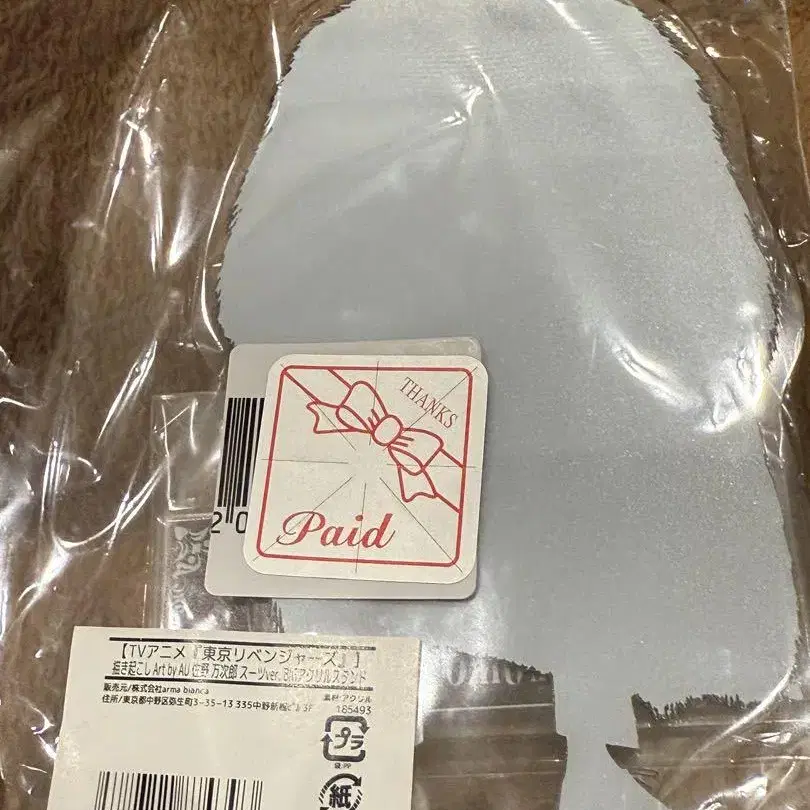 THANKS
Paid
20
【TVアニメ『東京リベンジャーズ』】
描き起こし Art by AU 佐野 万次郎 スーツver. BIGアクリルスタンド
販売元/株式会社arma bianca
素材:アクリル
住所/東京都中野区弥生町3-35-13 335中野新橋ビル3F
185493
プラ
袋:PP
紙